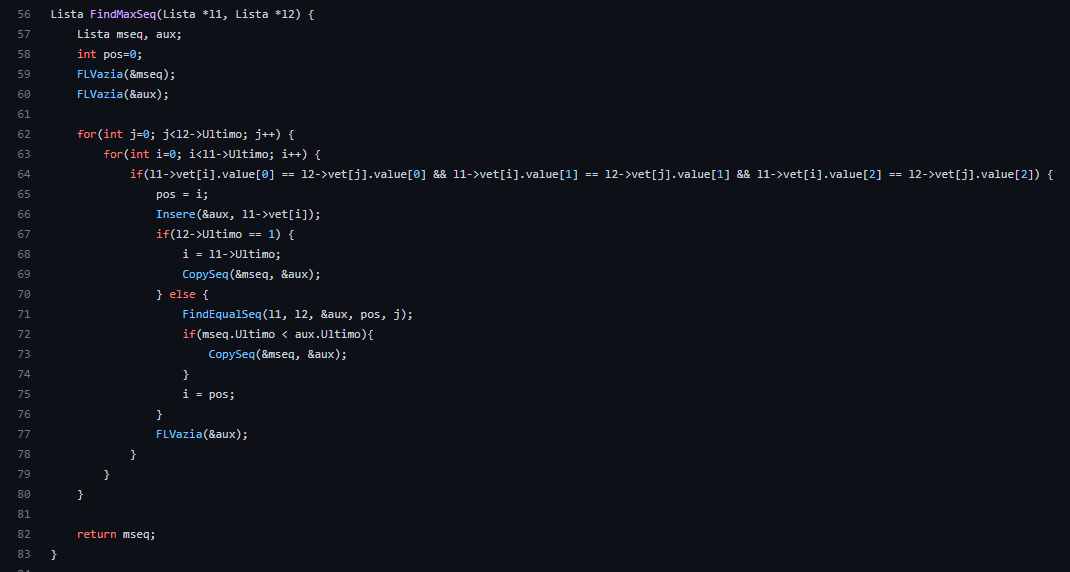 56 Lista FindMaxSeq(Lista *l1, Lista *l2) {
57     Lista mseq, aux;
58     int pos=0;
59     FLVazia(&mseq);
60     FLVazia(&aux);
61
62     for(int j=0; j<l2->Ultimo; j++) {
63         for(int i=0; i<l1->Ultimo; i++) {
64             if(l1->vet[i].value[0] == l2->vet[j].value[0] && l1->vet[i].value[1] == l2->vet[j].value[1] && l1->vet[i].value[2] == l2->vet[j].value[2]) {
65                 pos = i;
66                 Insere(&aux, l1->vet[i]);
67                 if(l2->Ultimo == 1) {
68                     i = l1->Ultimo;
69                     CopySeq(&mseq, &aux);
70                 } else {
71                     FindEqualSeq(l1, l2, &aux, pos, j);
72                     if(mseq.Ultimo < aux.Ultimo){
73                         CopySeq(&mseq, &aux);
74                     }
75                     i = pos;
76                 }
77                 FLVazia(&aux);
78             }
79         }
80     }
81
82     return mseq;
83 }